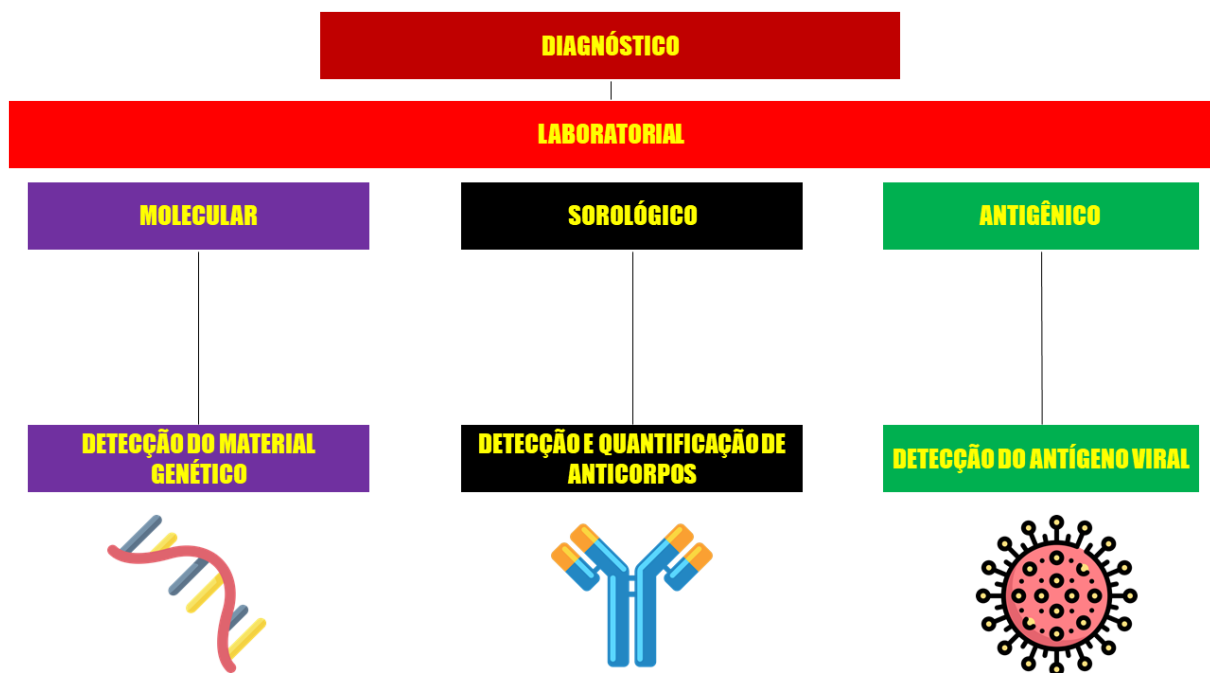 DIAGNÓSTICO
LABORATORIAL
MOLECULAR
SOROLÓGICO
ANTIGÊNICO
DETECÇÃO DO MATERIAL
GENÉTICO
DETECÇÃO E QUANTIFICAÇÃO DE
ANTICORPOS
DETECÇÃO DO ANTÍGENO VIRAL